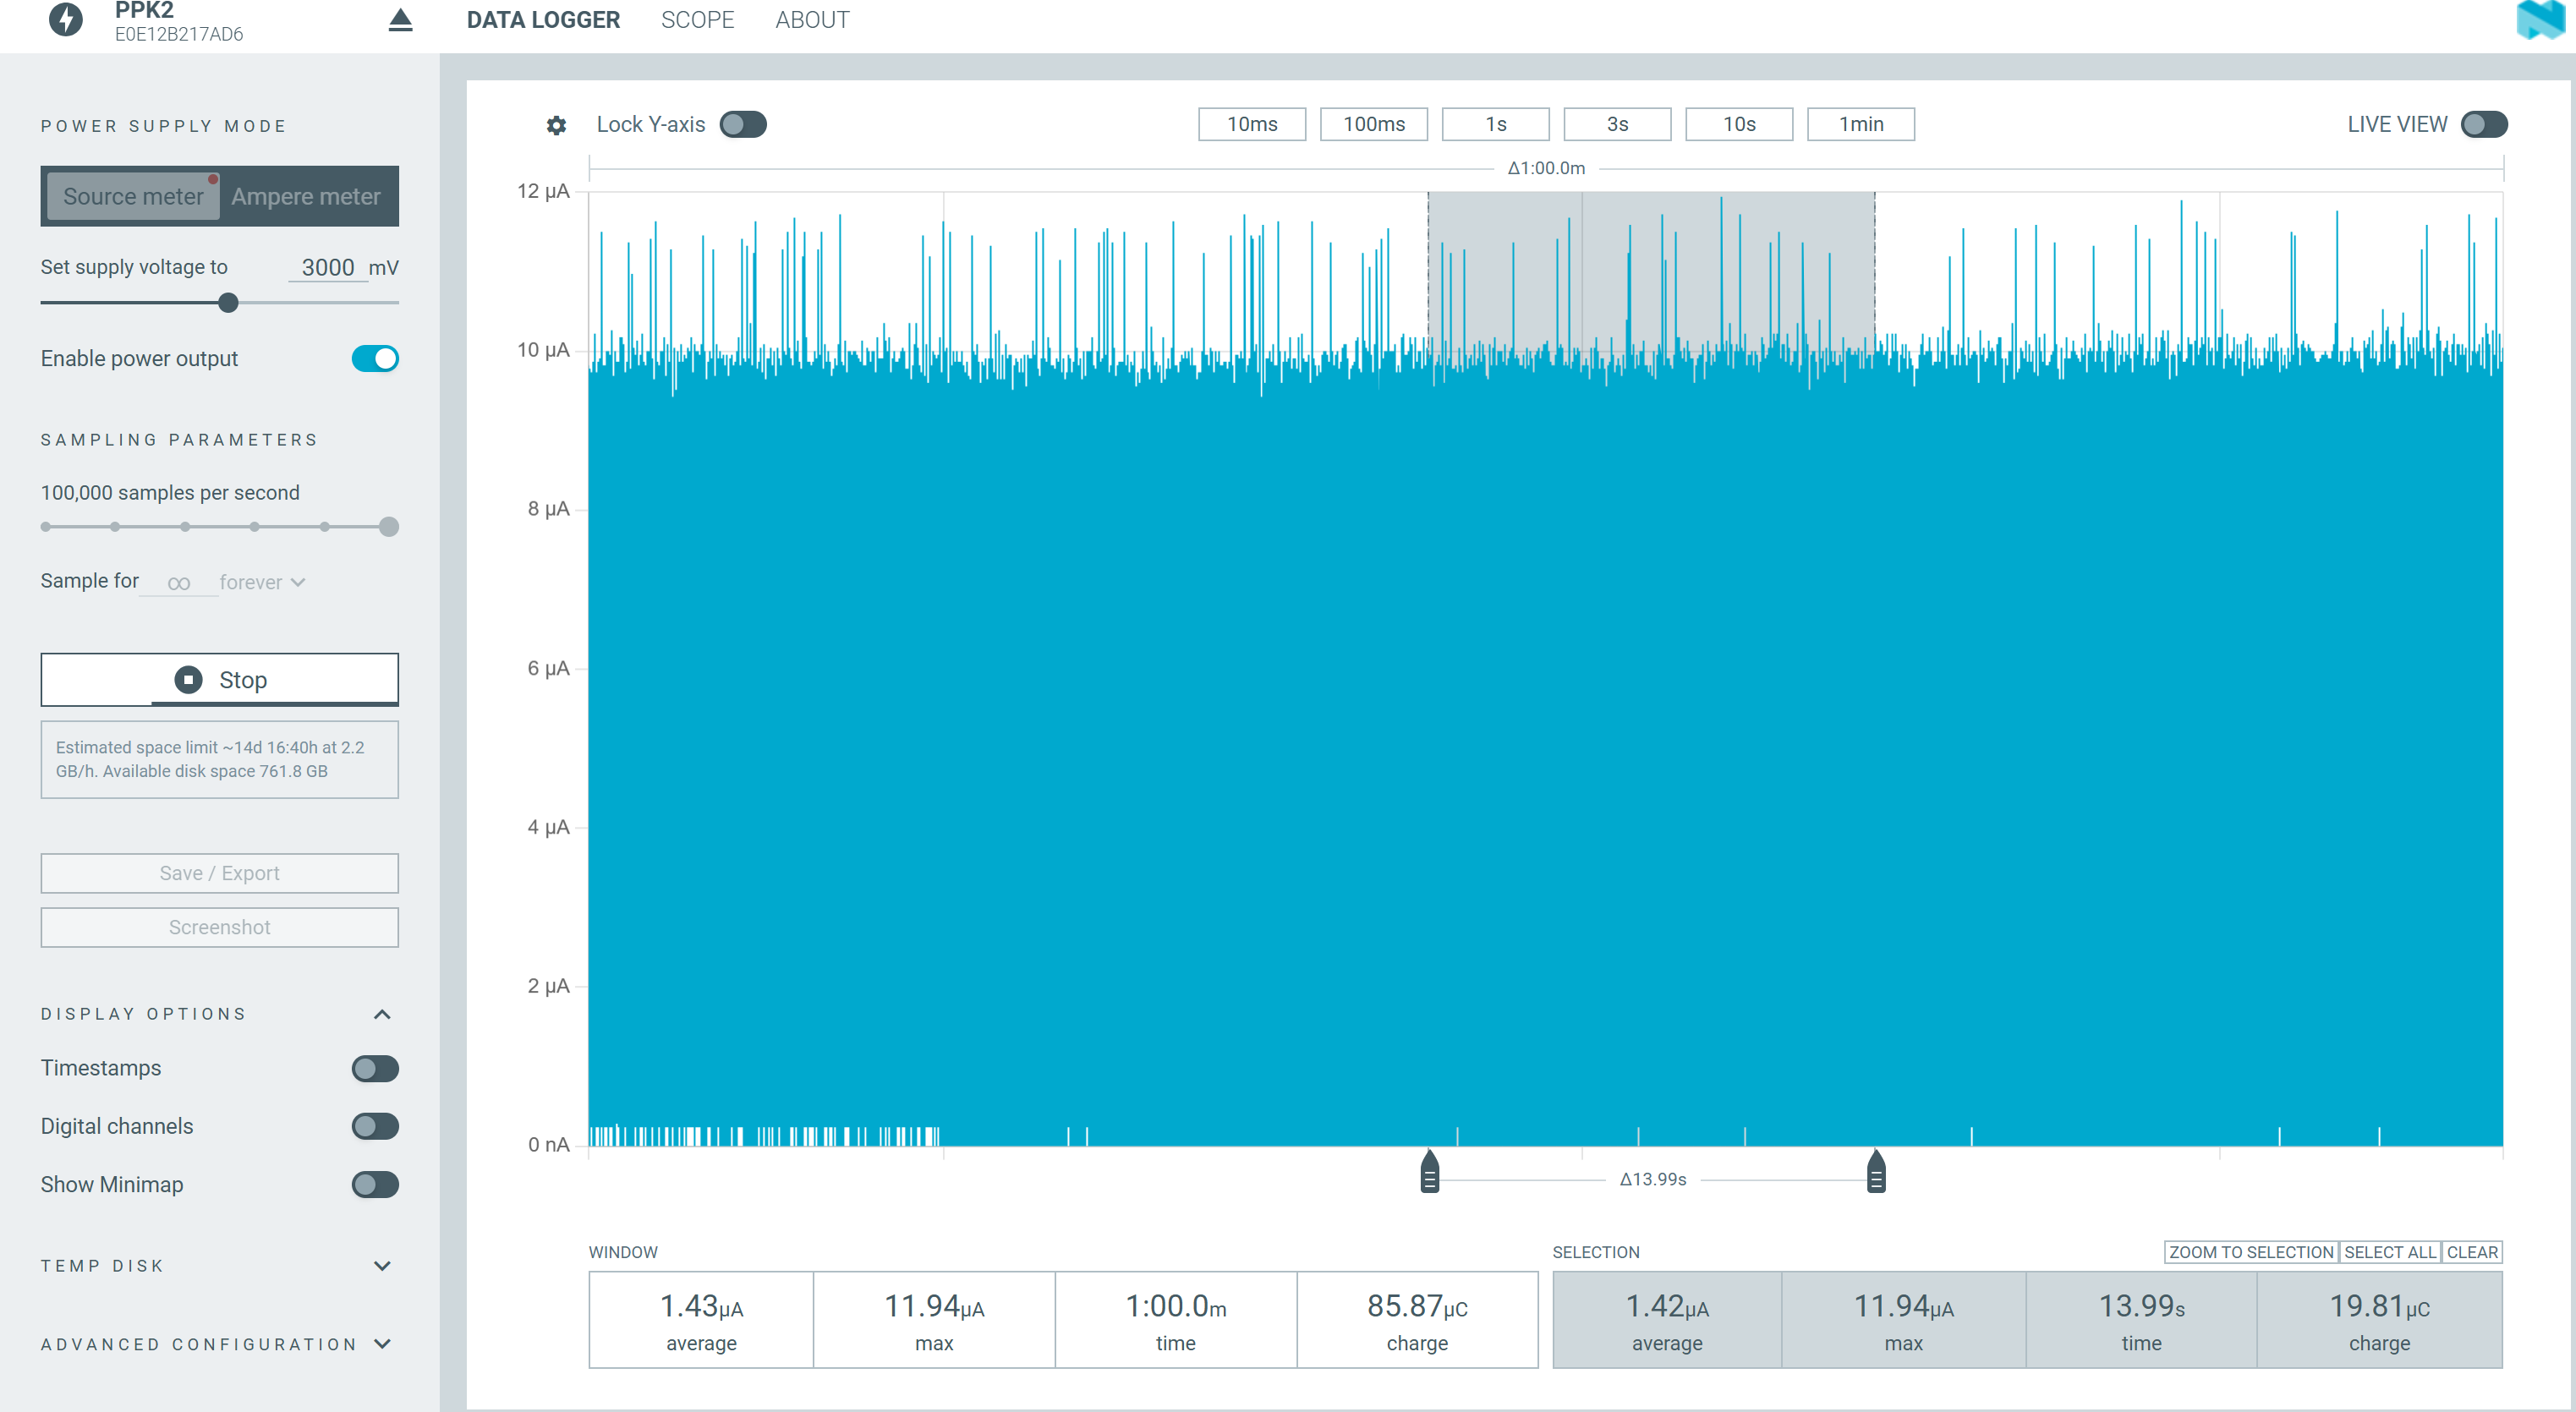 PPK2
E0E12B217AD6
DATA LOGGER
SCOPE
ABOUT
POWER SUPPLY MODE
Source meter
Ampere meter
Set supply voltage to 3000 mV
Enable power output
SAMPLING PARAMETERS
100,000 samples per second
Sample for ∞ forever
Stop
Estimated space limit ~14d 16:40h at 2.2
GB/h. Available disk space 761.8 GB
Save / Export
Screenshot
DISPLAY OPTIONS
Timestamps
Digital channels
Show Minimap
TEMP DISK
ADVANCED CONFIGURATION
Lock Y-axis
10ms
100ms
1s
3s
10s
1min
LIVE VIEW
Δ1:00.0m
12 µA
10 µA
8 µA
6 µA
4 µA
2 µA
0 nA
Δ13.99s
WINDOW
1.43µA
average
11.94µA
max
1:00.0m
time
85.87µC
charge
SELECTION
ZOOM TO SELECTION
SELECT ALL
CLEAR
1.42µA
average
11.94µA
max
13.99s
time
19.81µC
charge